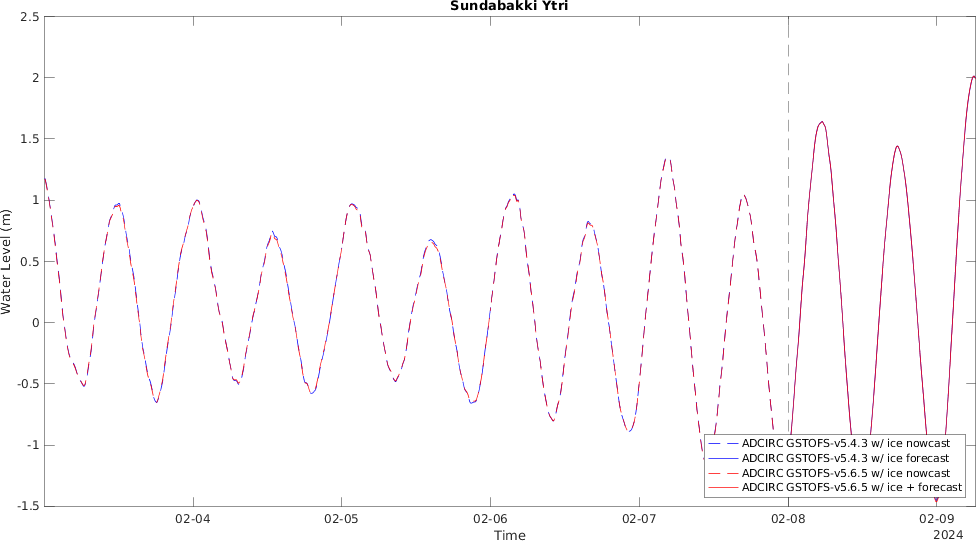 Sundabakki Ytri
2.5
2
1.5
1
0.5
0
-0.5
-1
-1.5
Water Level (m)
02-04 02-05 02-06 02-07 02-08 02-09
Time
2024
ADCIRC GSTOFS-v5.4.3 w/ ice nowcast
ADCIRC GSTOFS-v5.4.3 w/ ice forecast
ADCIRC GSTOFS-v5.6.5 w/ ice nowcast
ADCIRC GSTOFS-v5.6.5 w/ ice + forecast